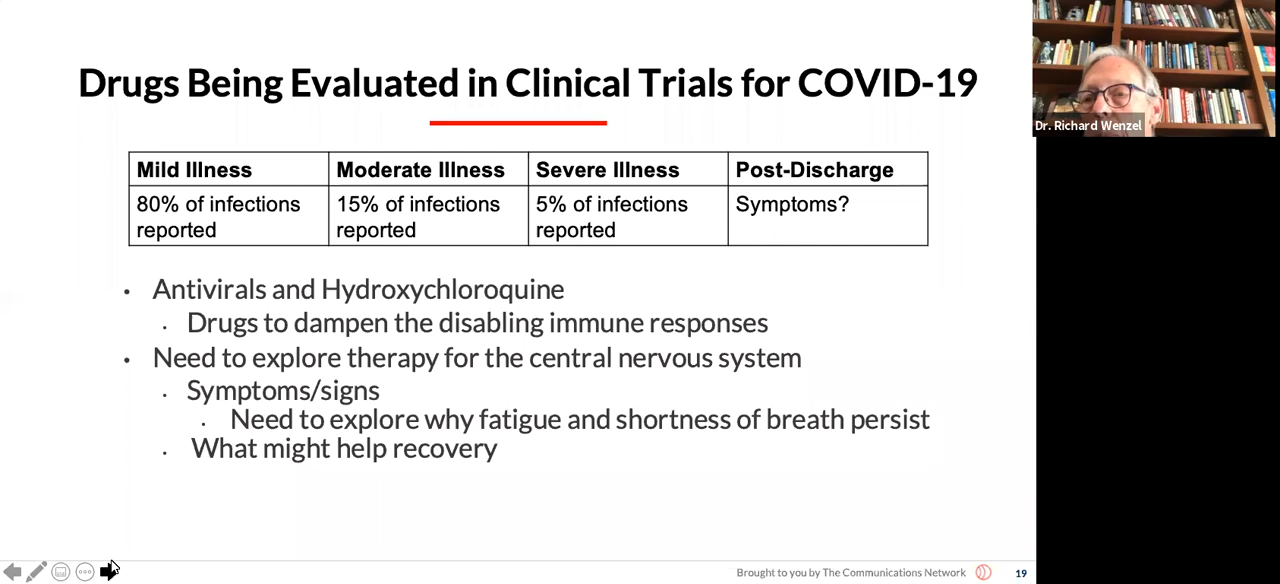 Drugs Being Evaluated in Clinical Trials for COVID-19
Dr. Richard Wenzel
Mild Illness Moderate Illness Severe Illness Post-Discharge
80% of infections 15% of infections 5% of infections Symptoms?
reported reported reported
• Antivirals and Hydroxychloroquine
• Drugs to dampen the disabling immune responses
• Need to explore therapy for the central nervous system
• Symptoms/signs
• Need to explore why fatigue and shortness of breath persist
• What might help recovery
Brought to you by The Communications Network 19